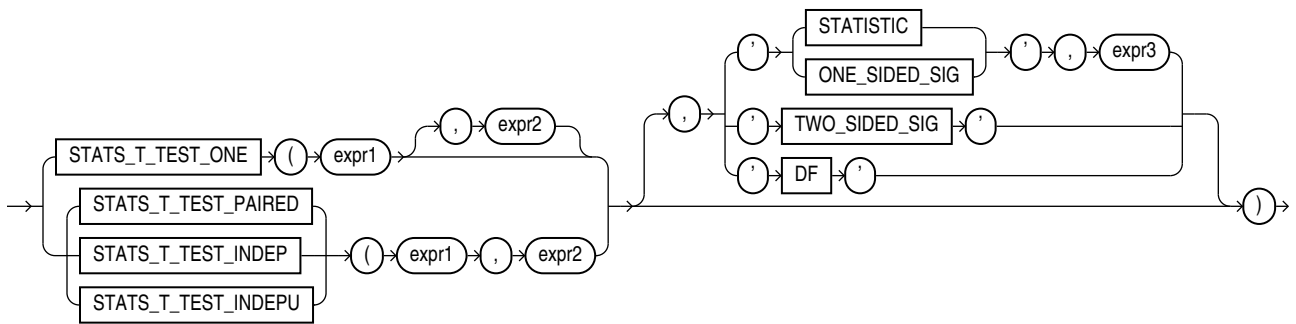 STATISTIC
' ONE_SIDED_SIG ' , expr3
, ' TWO_SIDED_SIG '
' DF '
, expr2
STATS_T_TEST_ONE ( expr1
STATS_T_TEST_PAIRED
STATS_T_TEST_INDEP ( expr1 , expr2
STATS_T_TEST_INDEPU
)